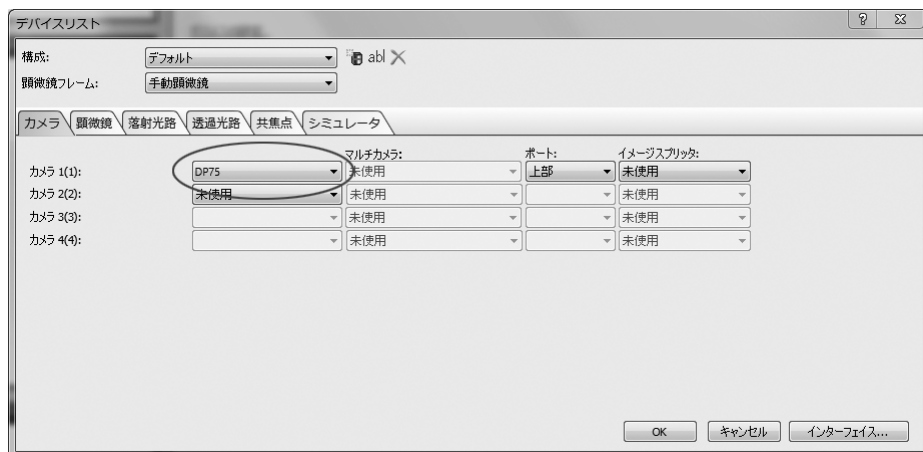 デバイスリスト
構成: デフォルト abl
顕微鏡フレーム: 手動顕微鏡
カメラ 顕微鏡 落射光路 透過光路 共焦点 シミュレータ
マルチカメラ: ポート: イメージスプリッタ:
カメラ 1(1): DP75 未使用 上部 未使用
カメラ 2(2): 未使用 未使用 未使用
カメラ 3(3): 未使用 未使用
カメラ 4(4): 未使用 未使用
OK キャンセル インターフェイス...